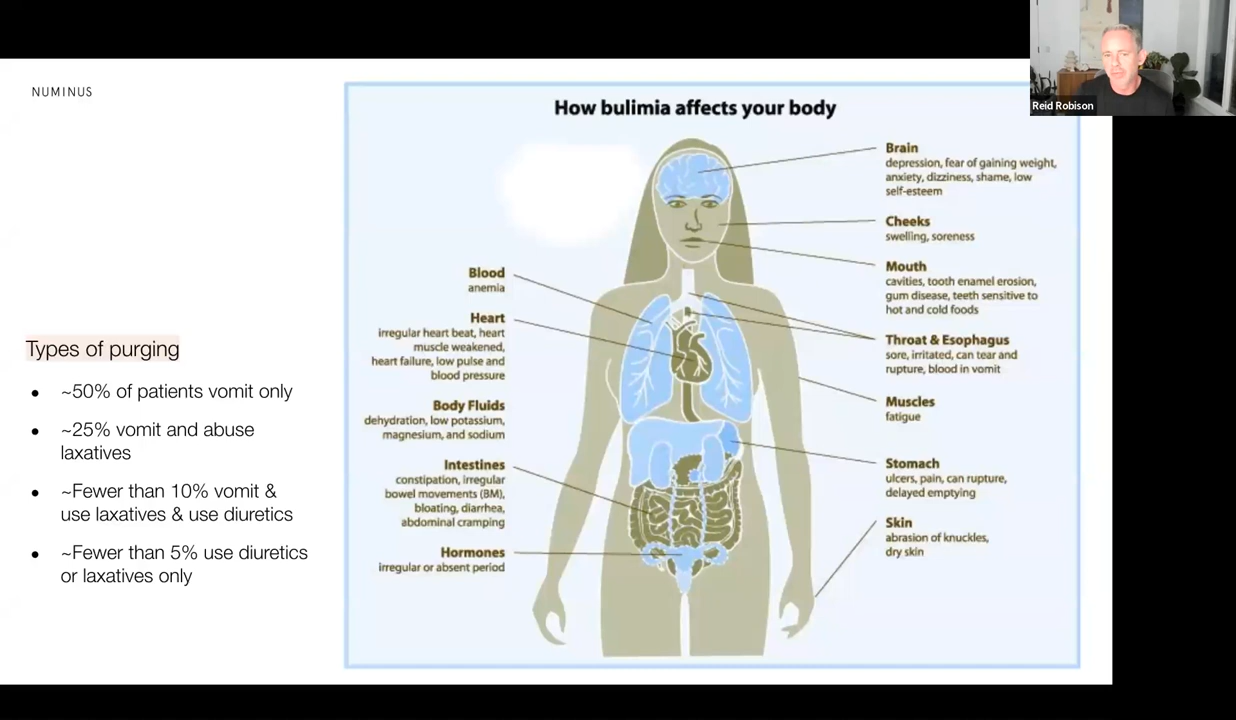 NUMINUS
Reid Robison
Types of purging
~50% of patients vomit only
~25% vomit and abuse
laxatives
~Fewer than 10% vomit &
use laxatives & use diuretics
~Fewer than 5% use diuretics
or laxatives only
How bulimia affects your body
Blood
anemia
Heart
irregular heart beat, heart
muscle weakened,
heart failure, low pulse and
blood pressure
Body Fluids
dehydration, low potassium,
magnesium, and sodium
Intestines
constipation, irregular
bowel movements (BM),
bloating, diarrhea,
abdominal cramping
Hormones
irregular or absent period
Brain
depression, fear of gaining weight,
anxiety, dizziness, shame, low
self-esteem
Cheeks
swelling, soreness
Mouth
cavities, tooth enamel erosion,
gum disease, teeth sensitive to
hot and cold foods
Throat & Esophagus
sore, irritated, can tear and
rupture, blood in vomit
Muscles
fatigue
Stomach
ulcers, pain, can rupture,
delayed emptying
Skin
abrasion of knuckles,
dry skin